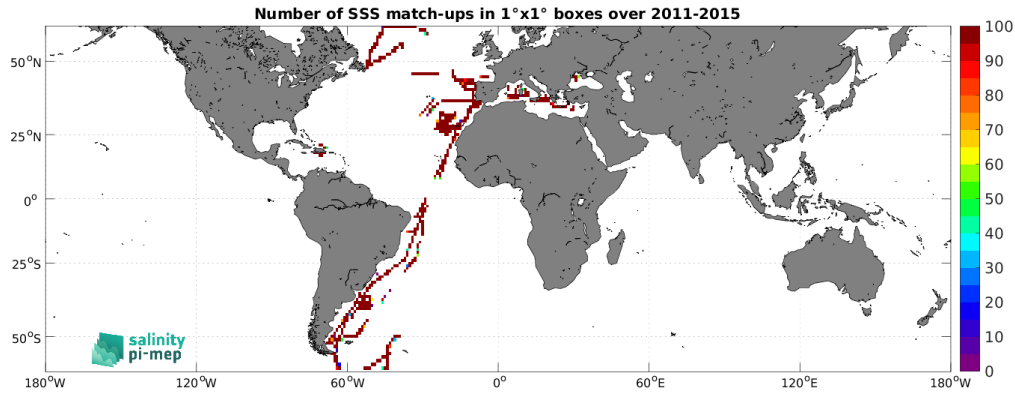 Number of SSS match-ups in 1°x1° boxes over 2011-2015
50°N
25°N
0°
25°S
50°S
180°W
120°W
60°W
0°
60°E
120°E
180°W
100
90
80
70
60
50
40
30
20
10
0
salinity
pi-mep